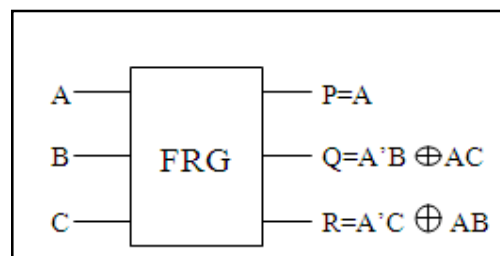 A P=A
B FRG Q=A'B ⊕AC
C R=A'C ⊕ AB